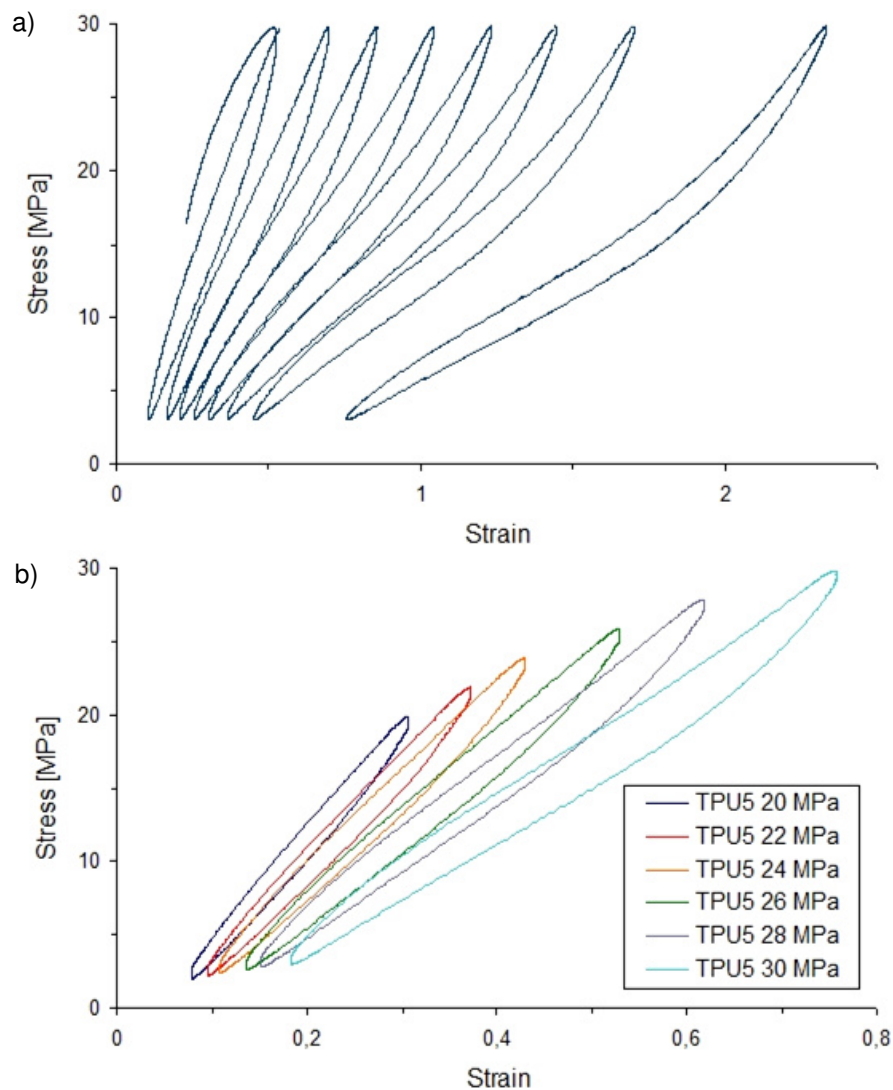 a)
30
20
10
0
Stress [MPa]
0 1 2
Strain
b)
30
20
10
0
Stress [MPa]
TPU5 20 MPa
TPU5 22 MPa
TPU5 24 MPa
TPU5 26 MPa
TPU5 28 MPa
TPU5 30 MPa
0 0,2 0,4 0,6 0,8
Strain